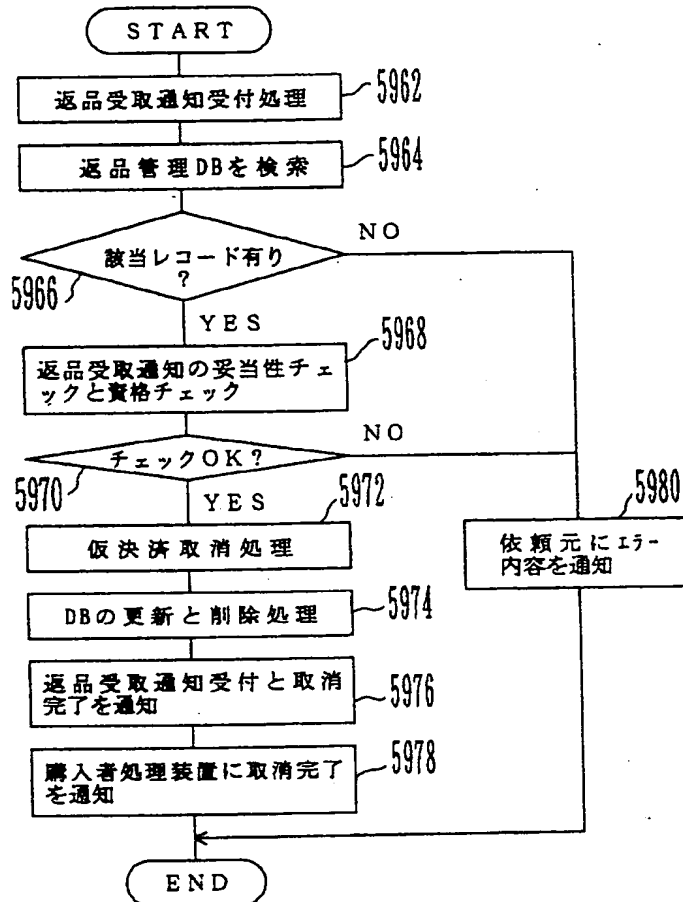 START
返品受取通知受付処理
5962
返品管理DBを検索
5964
該当レコード有り
?
NO
5966
YES
5968
返品受取通知の妥当性チェ
ックと資格チェック
チェックOK?
NO
5970
YES
5972
5980
仮決済取消処理
依頼元にエラー
内容を通知
DBの更新と削除処理
5974
返品受取通知受付と取消
完了を通知
5976
購入者処理装置に取消完了
を通知
5978
END